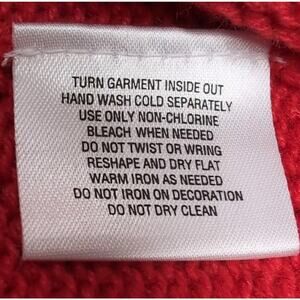 TURN GARMENT INSIDE OUT
HAND WASH COLD SEPARATELY
USE ONLY NON-CHLORINE
BLEACH WHEN NEEDED
DO NOT TWIST OR WRING
RESHAPE AND DRY FLAT
WARM IRON AS NEEDED
DO NOT IRON ON DECORATION
DO NOT DRY CLEAN